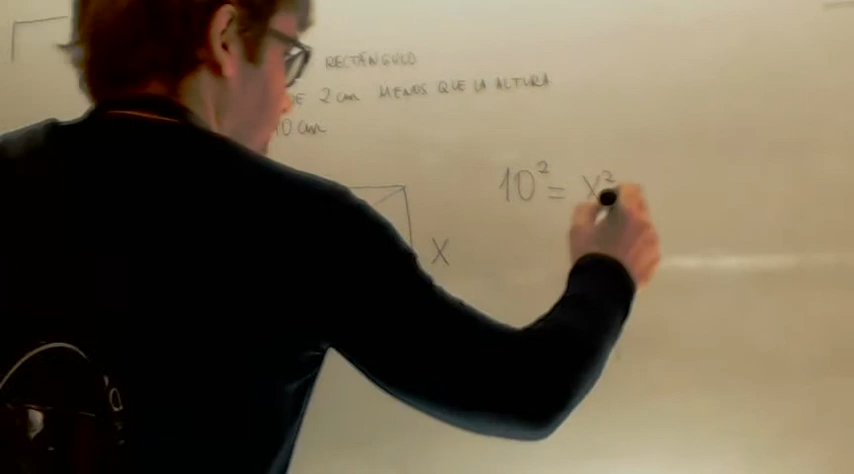 RECTÁNGULO
E 2 cm MENOS QUE LA ALTURA
10 cm
10² = X²
X